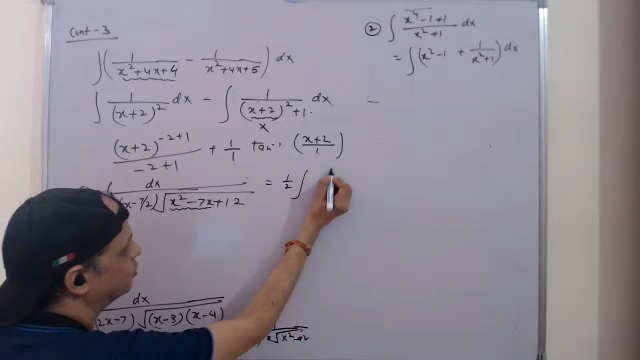 Cont - 3
∫(1/(x²+4x+4) - 1/(x²+4x+5)) dx
∫ 1/(x+2)² dx - ∫ 1/((x+2)²+1) dx
x
(x+2)^(-2+1)/(-2+1) + 1/1 tan⁻¹ ((x+2)/1)
dx/((x-7/2)√(x²-7x+12)) = 1/2 ∫
dx/((2x-7)√((x-3)(x-4)))
x√(x²-a²)
② ∫ (x⁴-1+1)/(x²+1) dx
= ∫(x²-1 + 1/(x²+1)) dx